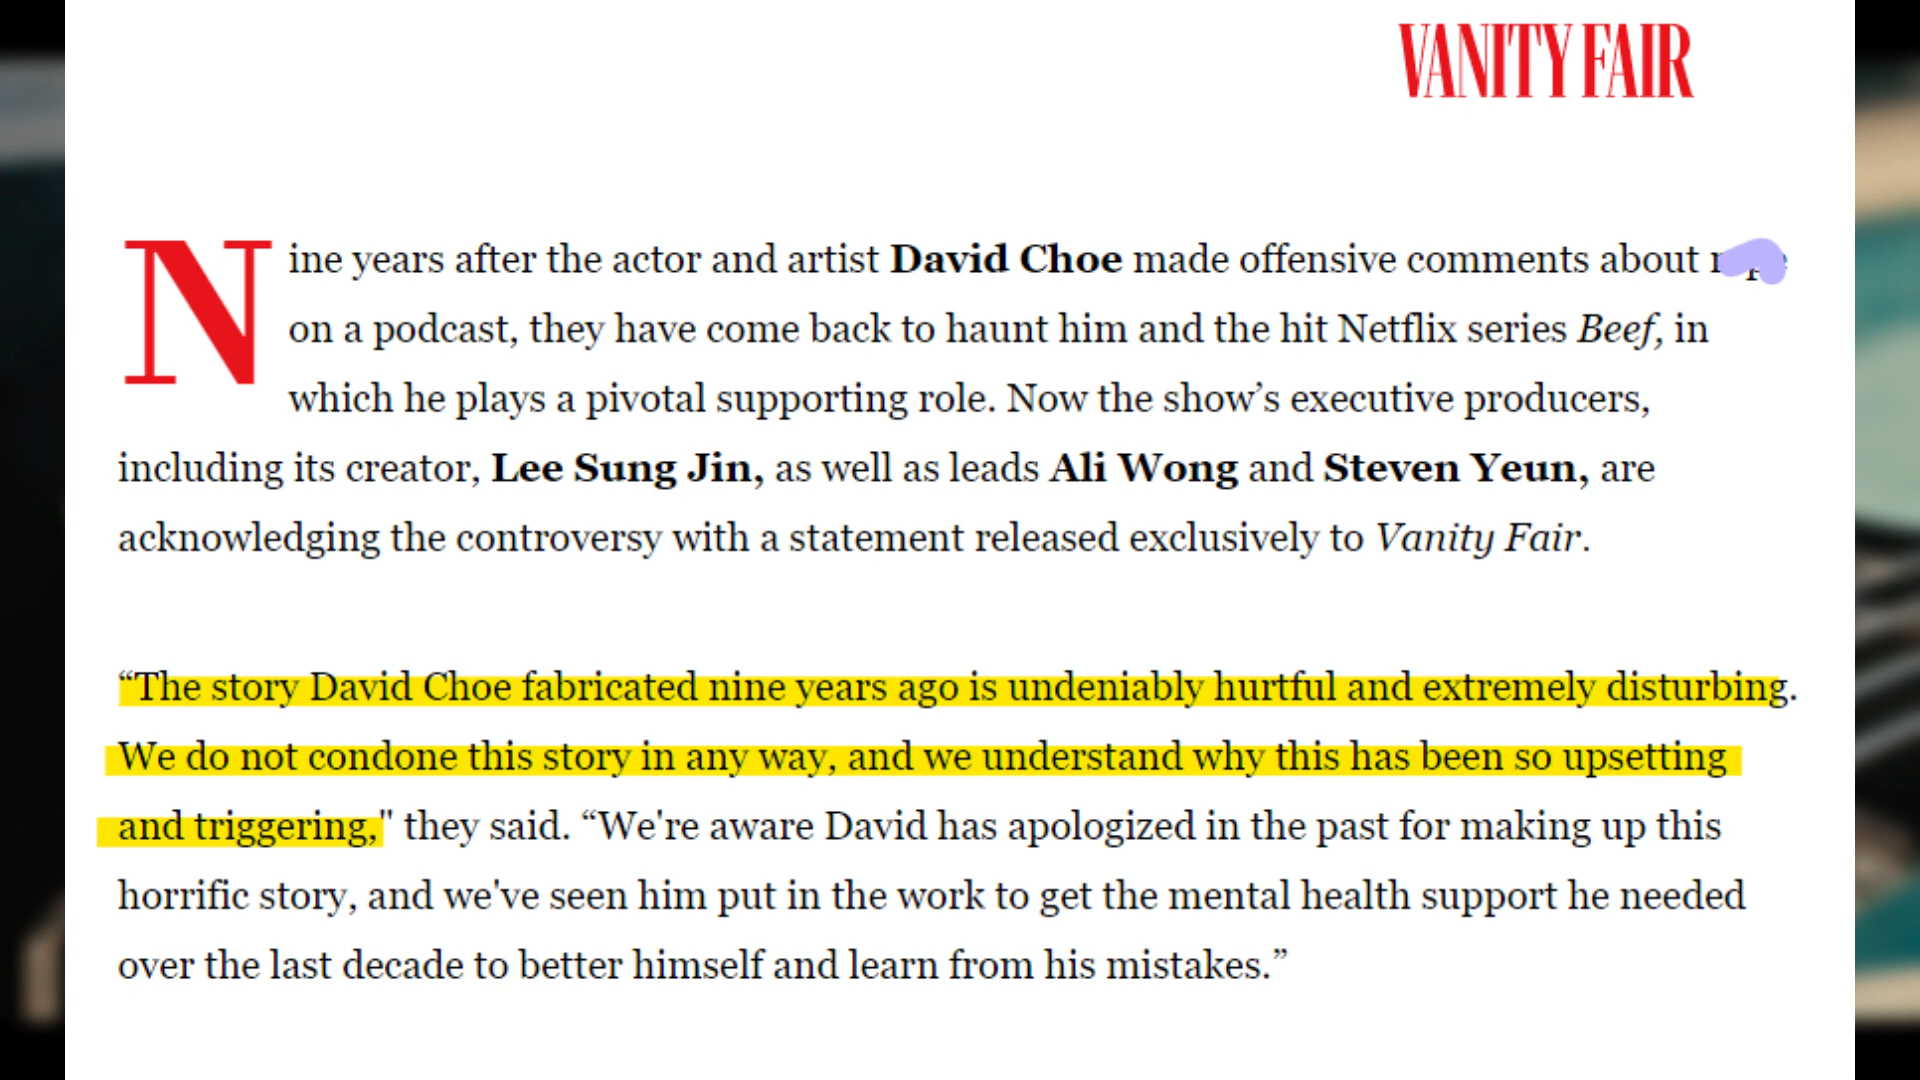 VANITY FAIR
Nine years after the actor and artist David Choe made offensive comments about
on a podcast, they have come back to haunt him and the hit Netflix series Beef, in
which he plays a pivotal supporting role. Now the show’s executive producers,
including its creator, Lee Sung Jin, as well as leads Ali Wong and Steven Yeun, are
acknowledging the controversy with a statement released exclusively to Vanity Fair.
“The story David Choe fabricated nine years ago is undeniably hurtful and extremely disturbing.
We do not condone this story in any way, and we understand why this has been so upsetting
and triggering," they said. “We're aware David has apologized in the past for making up this
horrific story, and we've seen him put in the work to get the mental health support he needed
over the last decade to better himself and learn from his mistakes.”